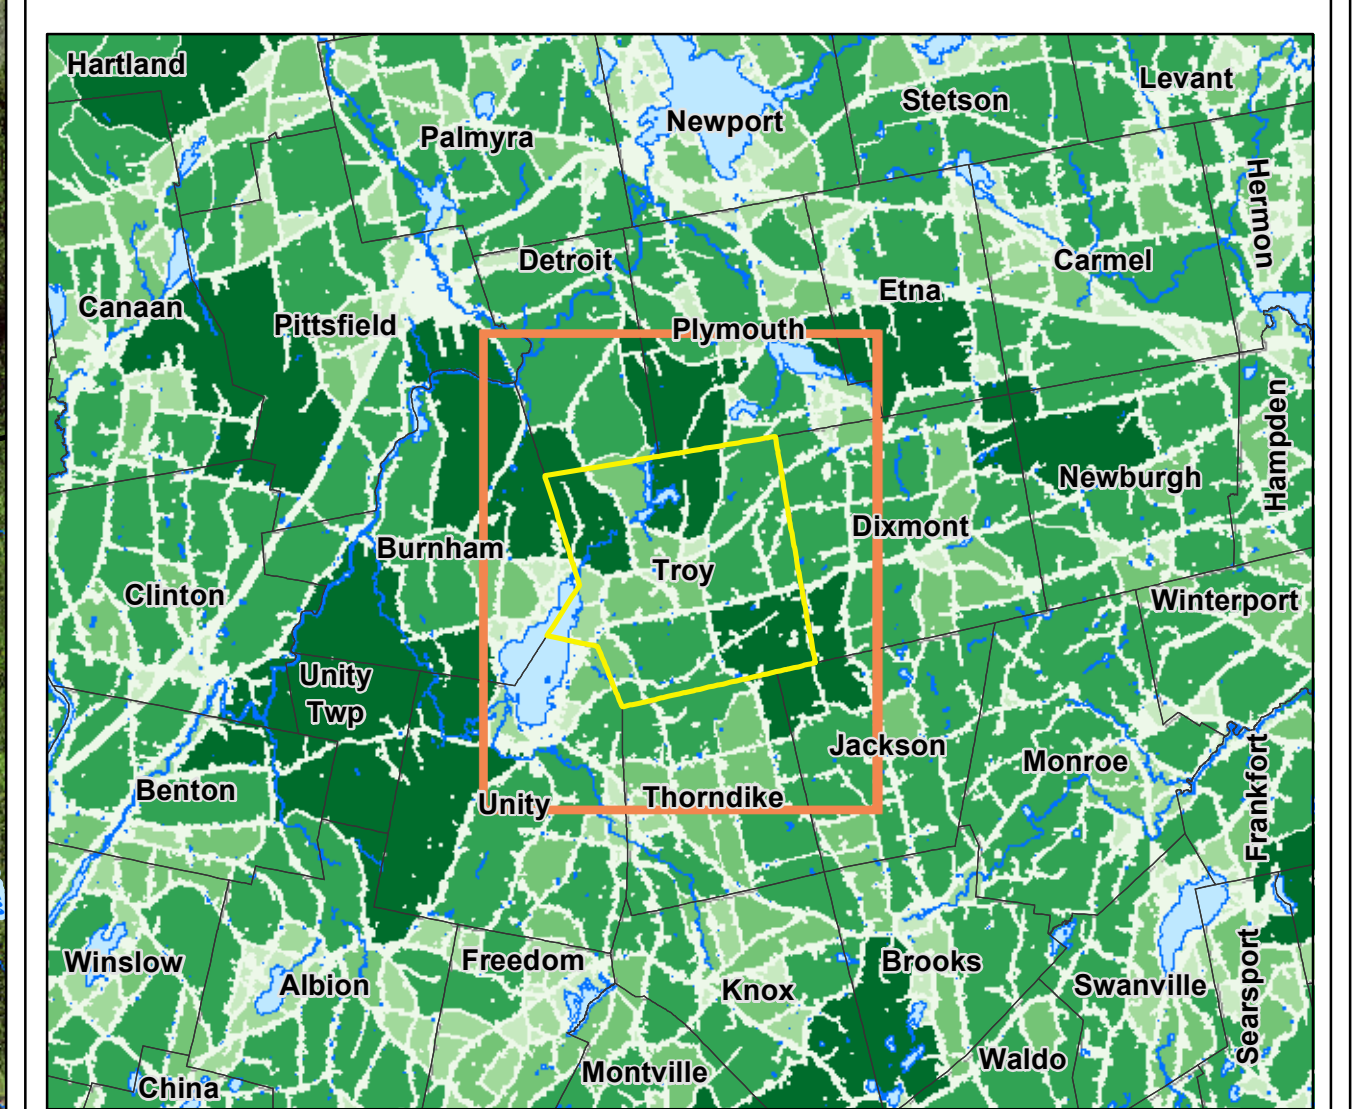 Hartland
Levant
Stetson
Newport
Palmyra
Hermon
Detroit
Carmel
Etna
Canaan
Pittsfield
Plymouth
Hampden
Newburgh
Dixmont
Burnham
Troy
Clinton
Winterport
Unity
Twp
Jackson
Monroe
Benton
Thorndike
Unity
Frankfort
Winslow
Freedom
Brooks
Albion
Knox
Swanville
Searsport
Waldo
Montville
China